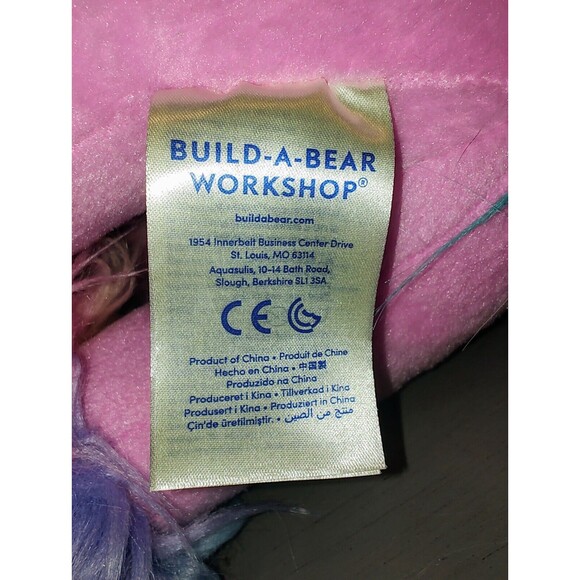 BUILD-A-BEAR
WORKSHOP®
buildabear.com
1954 Innerbelt Business Center Drive
St. Louis, MO 63114
Aquasulis, 10-14 Bath Road,
Slough, Berkshire SL1 3SA
CE
Product of China • Produit de Chine
Hecho en China • 中国製
Produzido na China
Produceret i Kina • Tillverkad i Kina
Produsert i Kina • Produziert in China
Çin'de üretilmiştir. • منتج من الصين